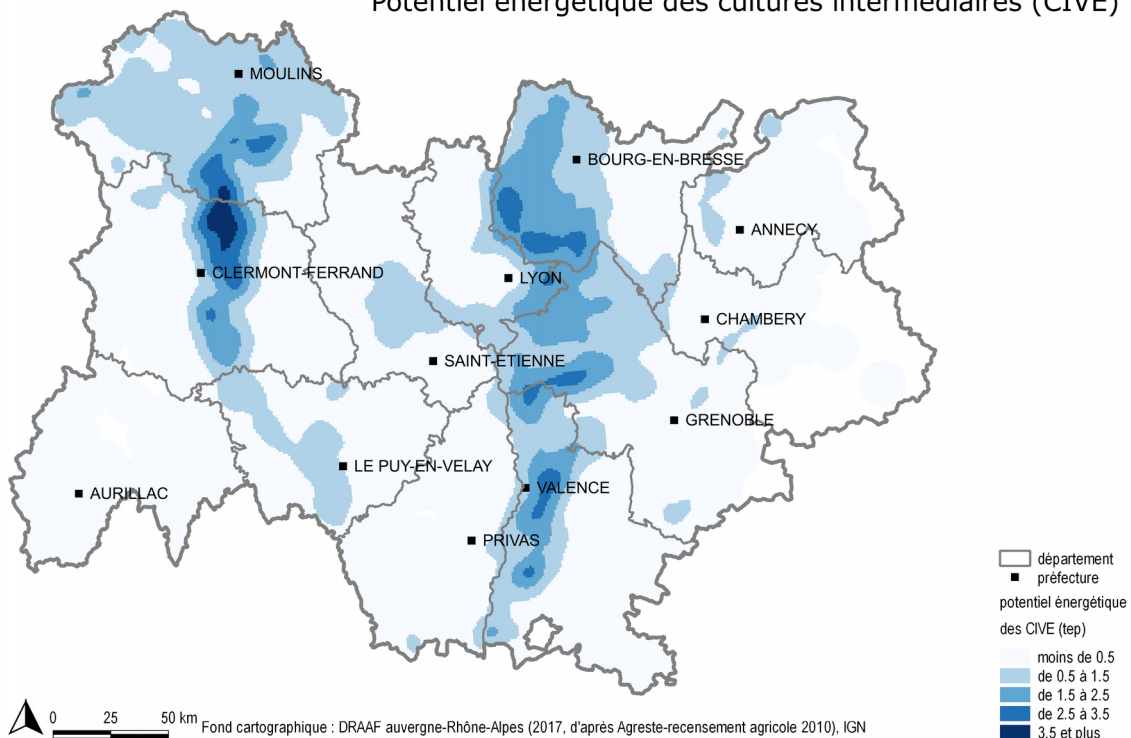 Potentiel énergétique des cultures intermédiaires (CIVE)
MOULINS
BOURG-EN-BRESSE
ANNECY
CLERMONT-FERRAND
LYON
CHAMBERY
SAINT-ETIENNE
GRENOBLE
LE PUY-EN-VELAY
AURILLAC
VALENCE
PRIVAS
département
préfecture
potentiel énergétique
des CIVE (tep)
moins de 0.5
de 0.5 à 1.5
de 1.5 à 2.5
de 2.5 à 3.5
3.5 et plus
0 25 50 km
Fond cartographique : DRAAF auvergne-Rhône-Alpes (2017, d'après Agreste-recensement agricole 2010), IGN